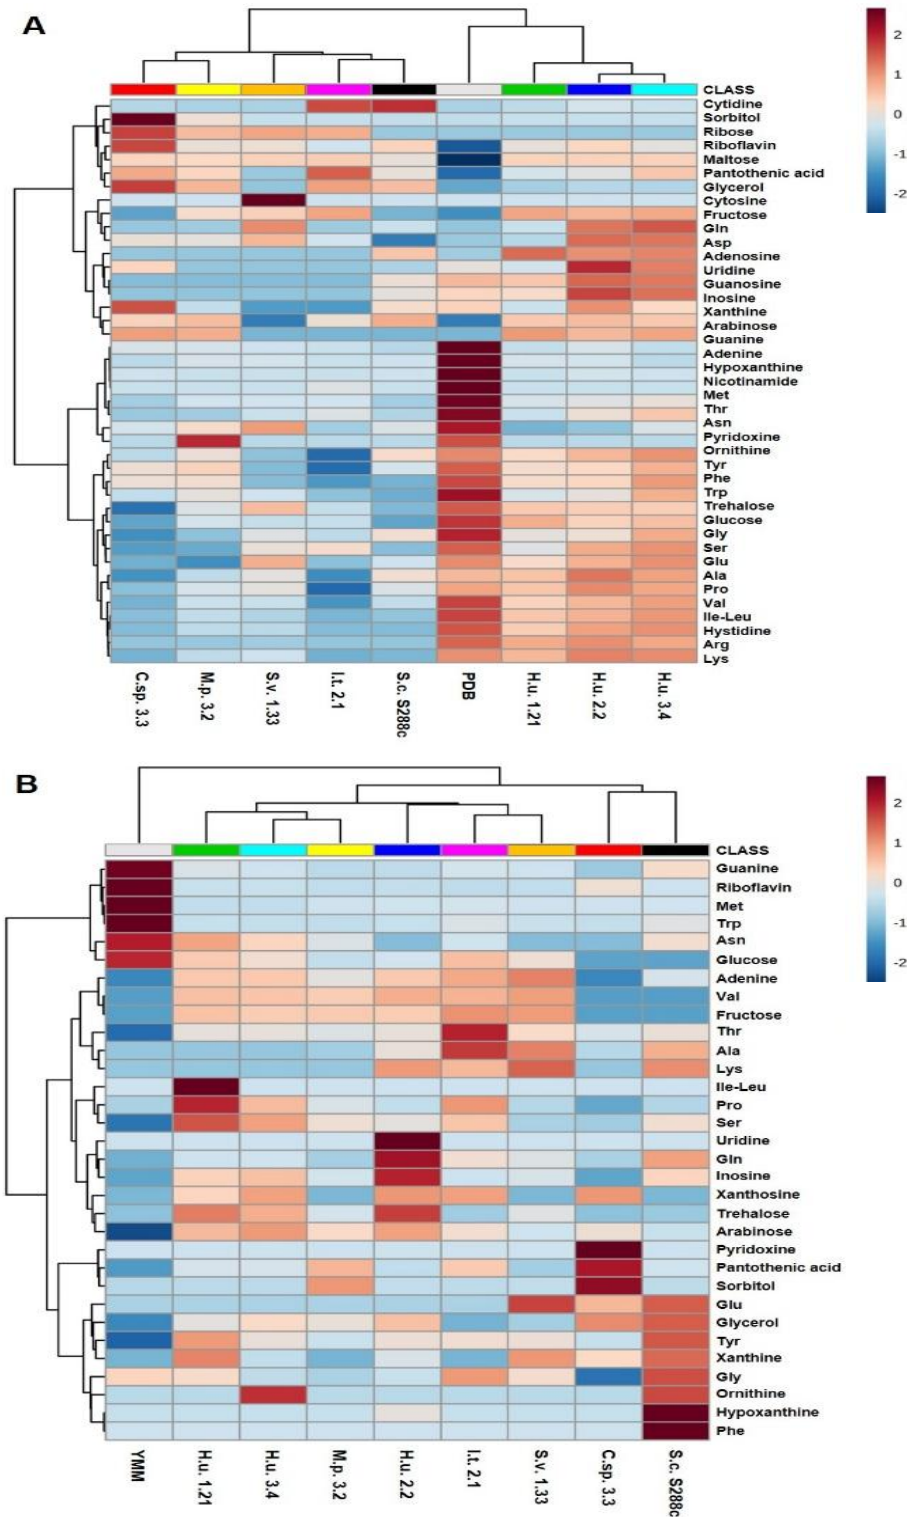 A
2
1
0
-1
-2
CLASS
Cytidine
Sorbitol
Ribose
Riboflavin
Maltose
Pantothenic acid
Glycerol
Cytosine
Fructose
Gln
Asp
Adenosine
Uridine
Guanosine
Inosine
Xanthine
Arabinose
Guanine
Adenine
Hypoxanthine
Nicotinamide
Met
Thr
Asn
Pyridoxine
Ornithine
Tyr
Phe
Trp
Trehalose
Glucose
Gly
Ser
Glu
Ala
Pro
Val
Ile-Leu
Hystidine
Arg
Lys
C.sp. 3.3
M.p. 3.2
S.v. 1.33
I.t. 2.1
S.c. S288c
PDB
H.u. 1.21
H.u. 2.2
H.u. 3.4
B
2
1
0
-1
-2
CLASS
Guanine
Riboflavin
Met
Trp
Asn
Glucose
Adenine
Val
Fructose
Thr
Ala
Lys
Ile-Leu
Pro
Ser
Uridine
Gln
Inosine
Xanthosine
Trehalose
Arabinose
Pyridoxine
Pantothenic acid
Sorbitol
Glu
Glycerol
Tyr
Xanthine
Gly
Ornithine
Hypoxanthine
Phe
YMM
H.u. 1.21
H.u. 3.4
M.p. 3.2
H.u. 2.2
I.t. 2.1
S.v. 1.33
C.sp. 3.3
S.c. S288c